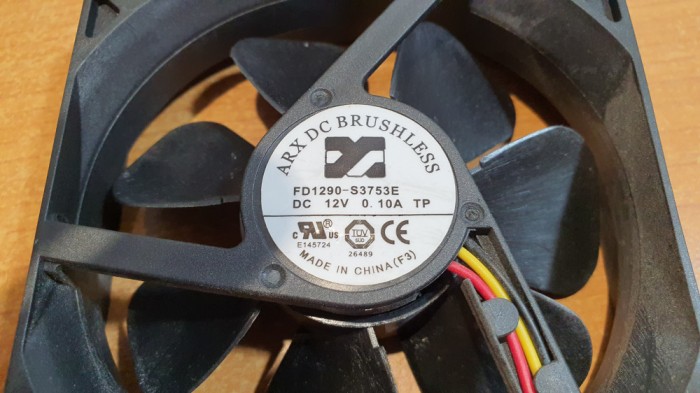 ARX DC BRUSHLESS
FD1290-S3753E
DC 12V 0.10A TP
C RU® US TÜV SÜD CE
E145724 26489
MADE IN CHINA(F3)